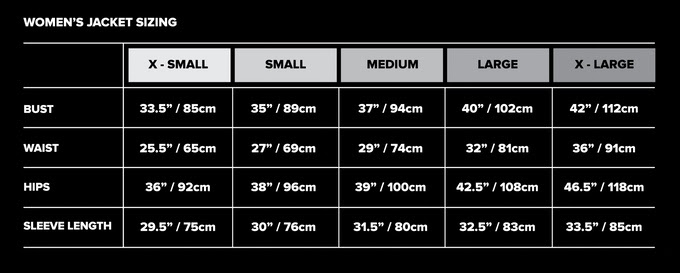 WOMEN’S JACKET SIZING
X - SMALL SMALL MEDIUM LARGE X - LARGE
BUST 33.5” / 85cm 35” / 89cm 37” / 94cm 40” / 102cm 42” / 112cm
WAIST 25.5” / 65cm 27” / 69cm 29” / 74cm 32” / 81cm 36” / 91cm
HIPS 36” / 92cm 38” / 96cm 39” / 100cm 42.5” / 108cm 46.5” / 118cm
SLEEVE LENGTH 29.5” / 75cm 30” / 76cm 31.5” / 80cm 32.5” / 83cm 33.5” / 85cm